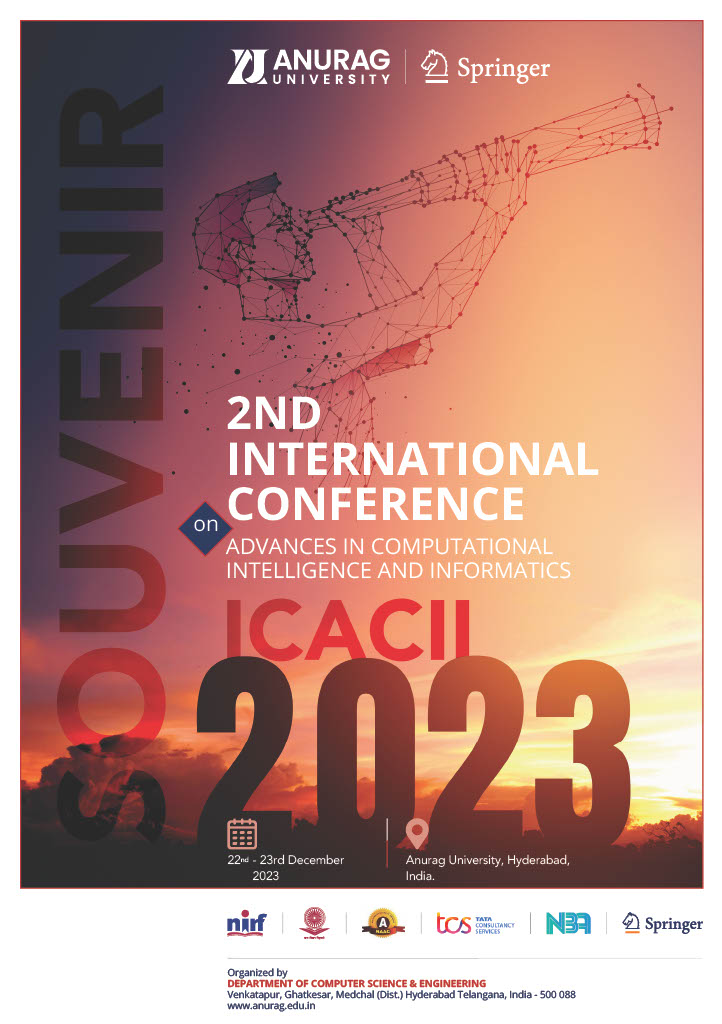 ANURAG
UNIVERSITY
Springer
SOUVENIR
2ND
INTERNATIONAL
CONFERENCE
on
ADVANCES IN COMPUTATIONAL
INTELLIGENCE AND INFORMATICS
ICACII
2023
22nd - 23rd December
2023
Anurag University, Hyderabad,
India.
nirf
A
NAAC
tcs
TATA
CONSULTANCY
SERVICES
NBA
Springer
Organized by
DEPARTMENT OF COMPUTER SCIENCE & ENGINEERING
Venkatapur, Ghatkesar, Medchal (Dist.) Hyderabad Telangana, India - 500 088
www.anurag.edu.in